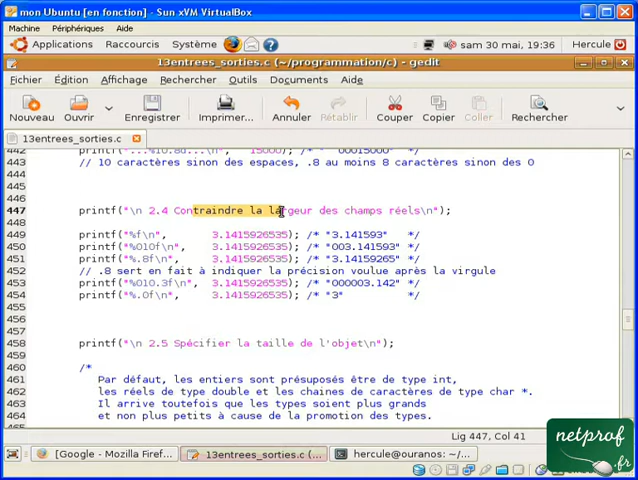 mon Ubuntu [en fonction] - Sun xVM VirtualBox
Machine Périphériques Aide
Applications Raccourcis Système sam 30 mai, 19:36 Hercule
13entrees_sorties.c (~/programmation/c) - gedit
Fichier Édition Affichage Rechercher Outils Documents Aide
Nouveau Ouvrir Enregistrer Imprimer... Annuler Rétablir Couper Copier Coller Rechercher
13entrees_sorties.c
442 printf("...%10.8d...\n", 15000); /* "00015000" */
443 // 10 caractères sinon des espaces, .8 au moins 8 caractères sinon des 0
444
445
446
447 printf("\n 2.4 Contraindre la largeur des champs réels\n");
448
449 printf("%f\n", 3.1415926535); /* "3.141593" */
450 printf("%010f\n", 3.1415926535); /* "003.141593" */
451 printf("%.8f\n", 3.1415926535); /* "3.14159265" */
452 // .8 sert en fait à indiquer la précision voulue après la virgule
453 printf("%010.3f\n", 3.1415926535); /* "000003.142" */
454 printf("%.0f\n", 3.1415926535); /* "3" */
455
456
457
458 printf("\n 2.5 Spécifier la taille de l'objet\n");
459
460 /*
461 Par défaut, les entiers sont présuposés être de type int,
462 les réels de type double et les chaines de caractères de type char *.
463 Il arrive toutefois que les types soient plus grands
464 et non plus petits à cause de la promotion des types.
Lig 447, Col 41
[Google - Mozilla Firef... 13entrees_sorties.c (... hercule@ouranos: ~/...
netprof
.fr